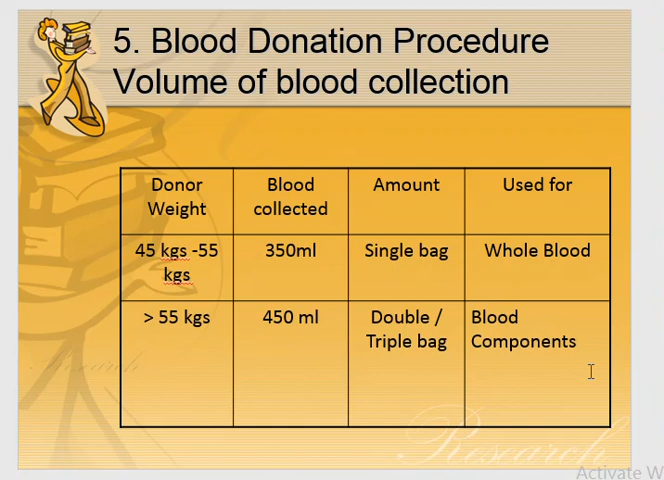 5. Blood Donation Procedure
Volume of blood collection
Donor Weight | Blood collected | Amount | Used for
45 kgs -55 kgs | 350ml | Single bag | Whole Blood
> 55 kgs | 450 ml | Double / Triple bag | Blood Components
Research
Research
Activate W